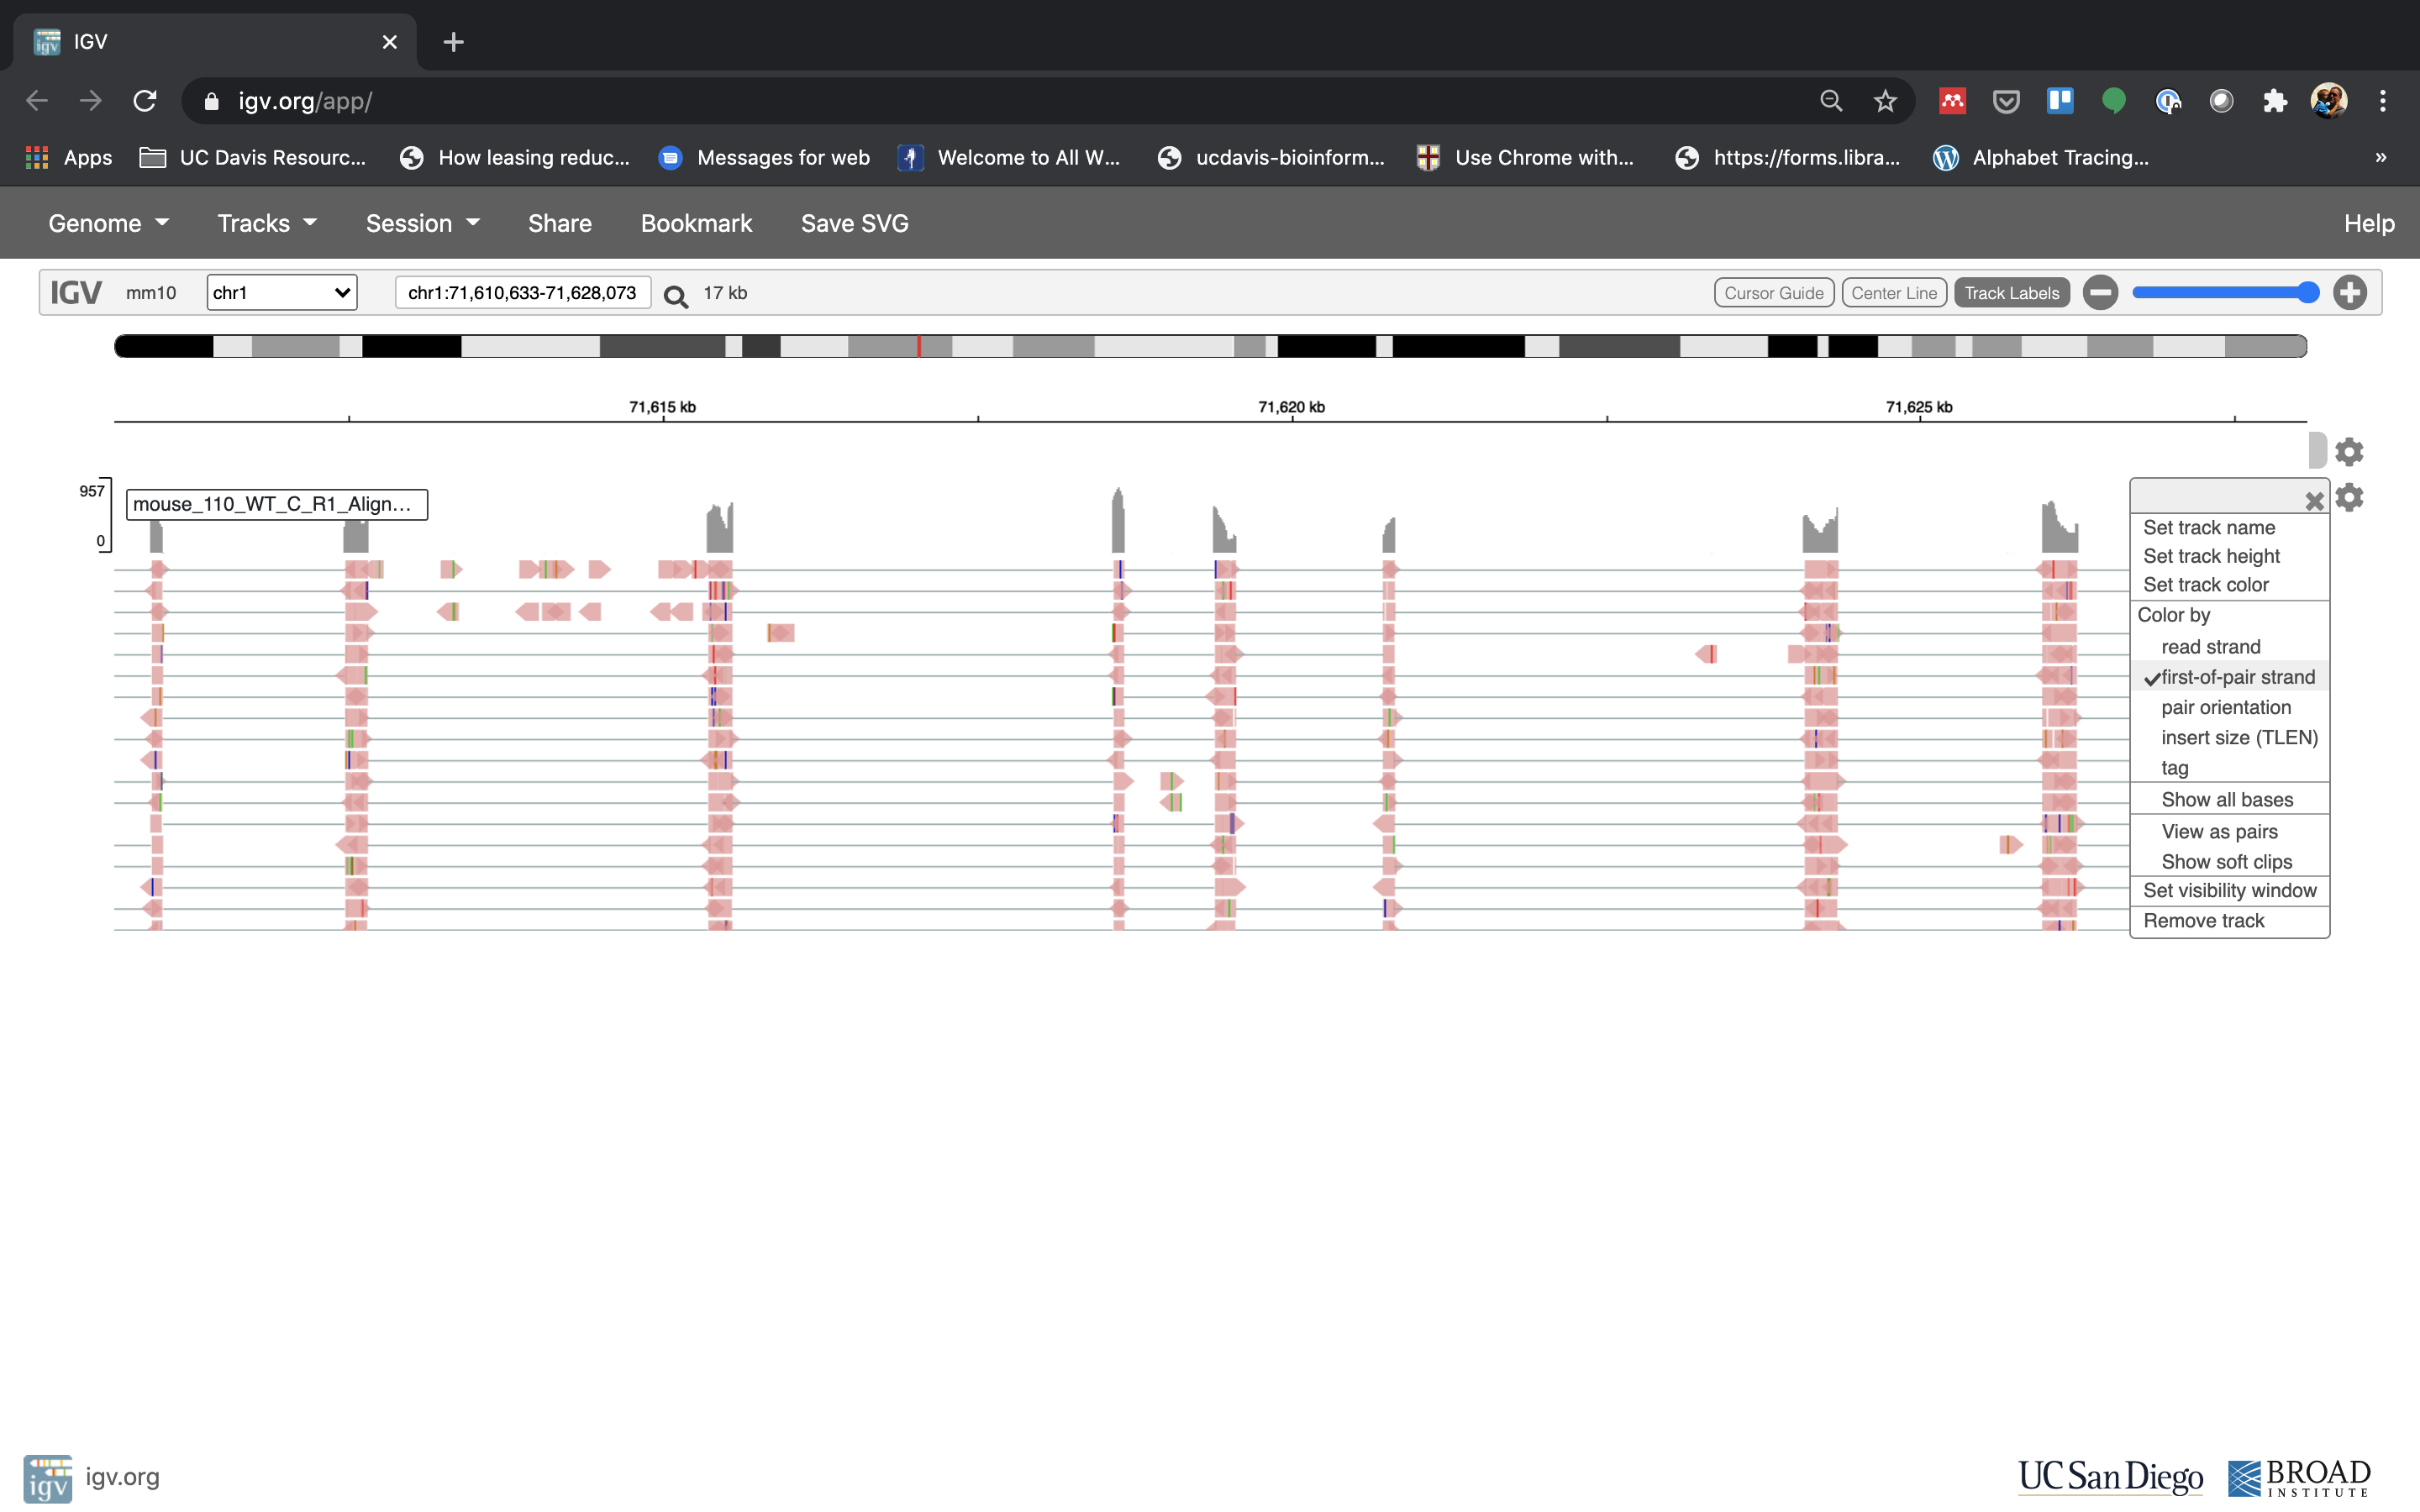 IGV
igv.org/app/
Apps UC Davis Resourc... How leasing reduc... Messages for web Welcome to All W... ucdavis-bioinform... Use Chrome with... https://forms.libra... Alphabet Tracing... »
Genome Tracks Session Share Bookmark Save SVG Help
IGV mm10 chr1 chr1:71,610,633-71,628,073 17 kb Cursor Guide Center Line Track Labels
71,615 kb 71,620 kb 71,625 kb
957
0
mouse_110_WT_C_R1_Align...
Set track name
Set track height
Set track color
Color by
read strand
first-of-pair strand
pair orientation
insert size (TLEN)
tag
Show all bases
View as pairs
Show soft clips
Set visibility window
Remove track
igv igv.org
UC San Diego BROAD
INSTITUTE